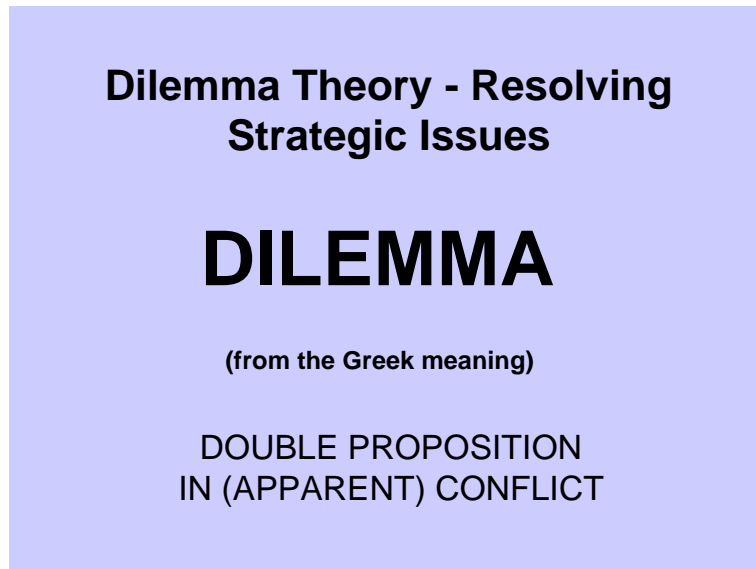 Dilemma Theory - Resolving
Strategic Issues
DILEMMA
(from the Greek meaning)
DOUBLE PROPOSITION
IN (APPARENT) CONFLICT